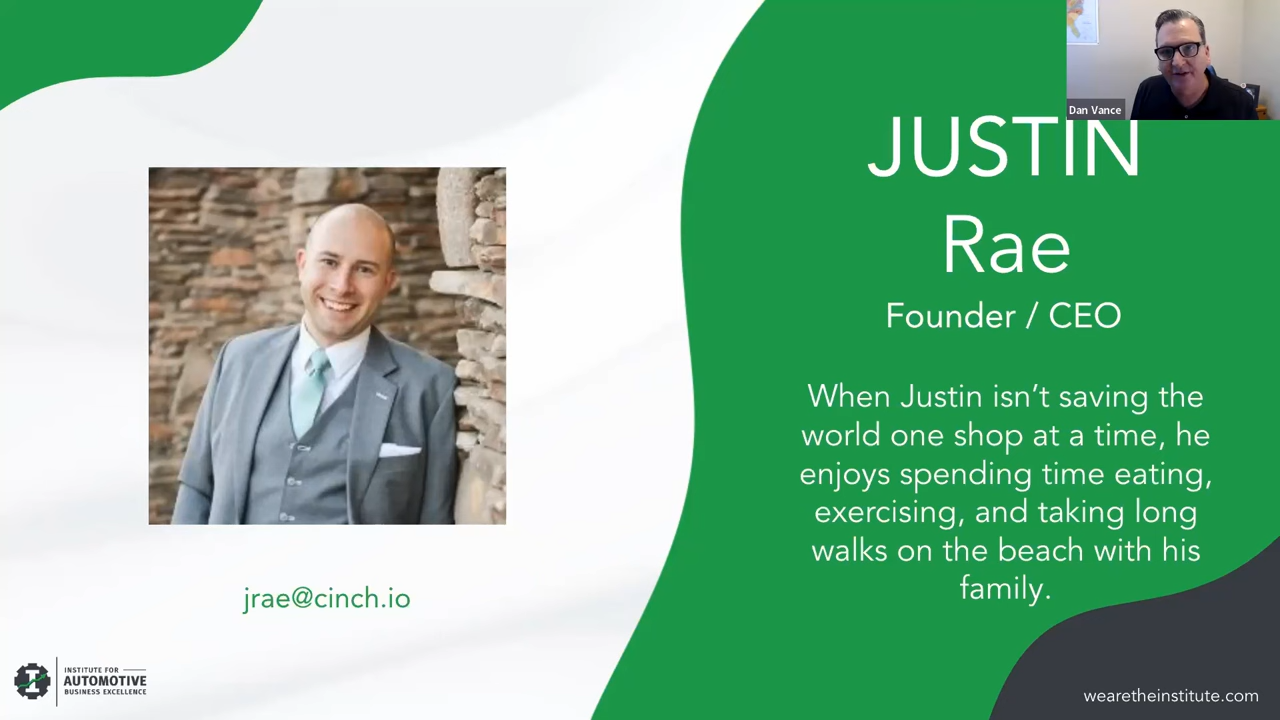 Dan Vance
JUSTIN
Rae
Founder / CEO
When Justin isn’t saving the
world one shop at a time, he
enjoys spending time eating,
exercising, and taking long
walks on the beach with his
family.
jrae@cinch.io
INSTITUTE FOR
AUTOMOTIVE
BUSINESS EXCELLENCE
wearetheinstitute.com